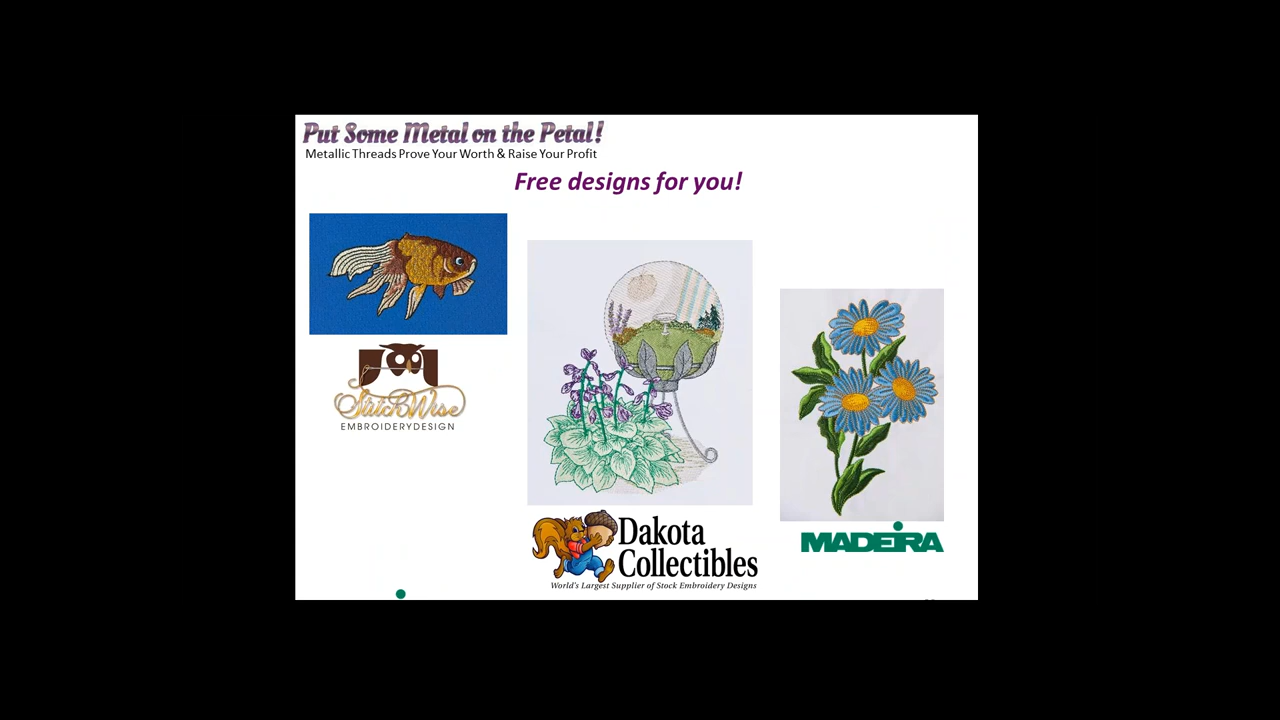 Put Some Metal on the Petal!
Metallic Threads Prove Your Worth & Raise Your Profit
Free designs for you!
StitchWise
EMBROIDERYDESIGN
Dakota
Collectibles
World's Largest Supplier of Stock Embroidery Designs
MADEIRA